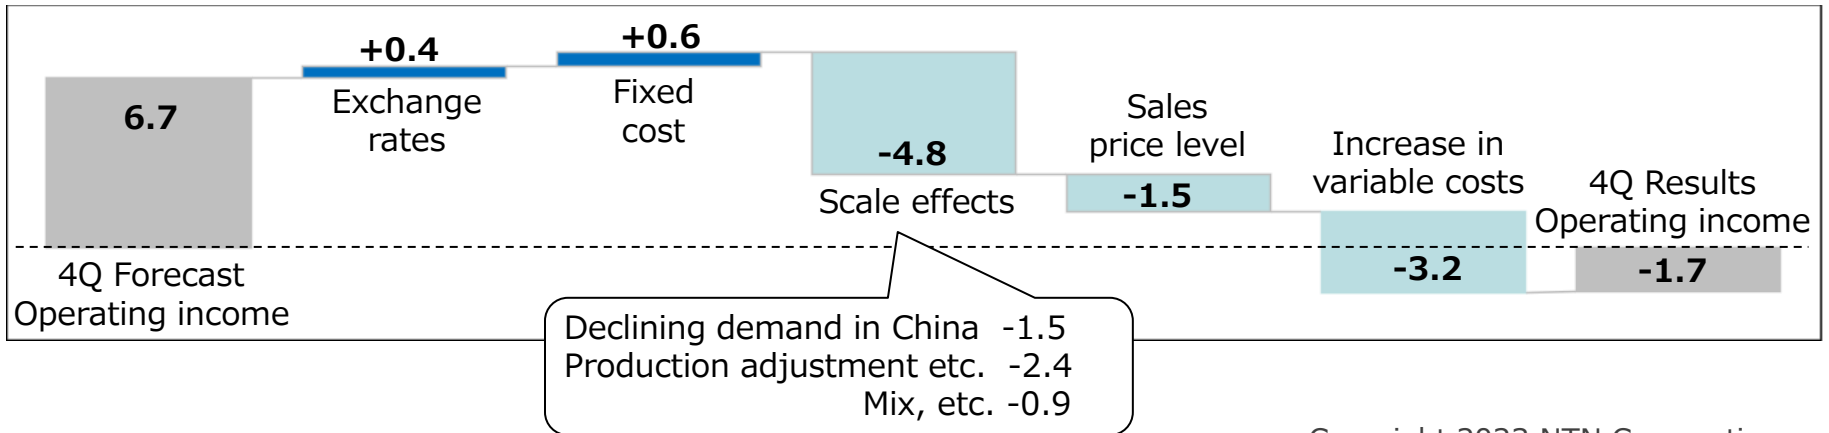 6.7
4Q Forecast
Operating income
+0.4
Exchange
rates
+0.6
Fixed
cost
-4.8
Scale effects
Sales
price level
-1.5
Increase in
variable costs
-3.2
4Q Results
Operating income
-1.7
Declining demand in China -1.5
Production adjustment etc. -2.4
Mix, etc. -0.9